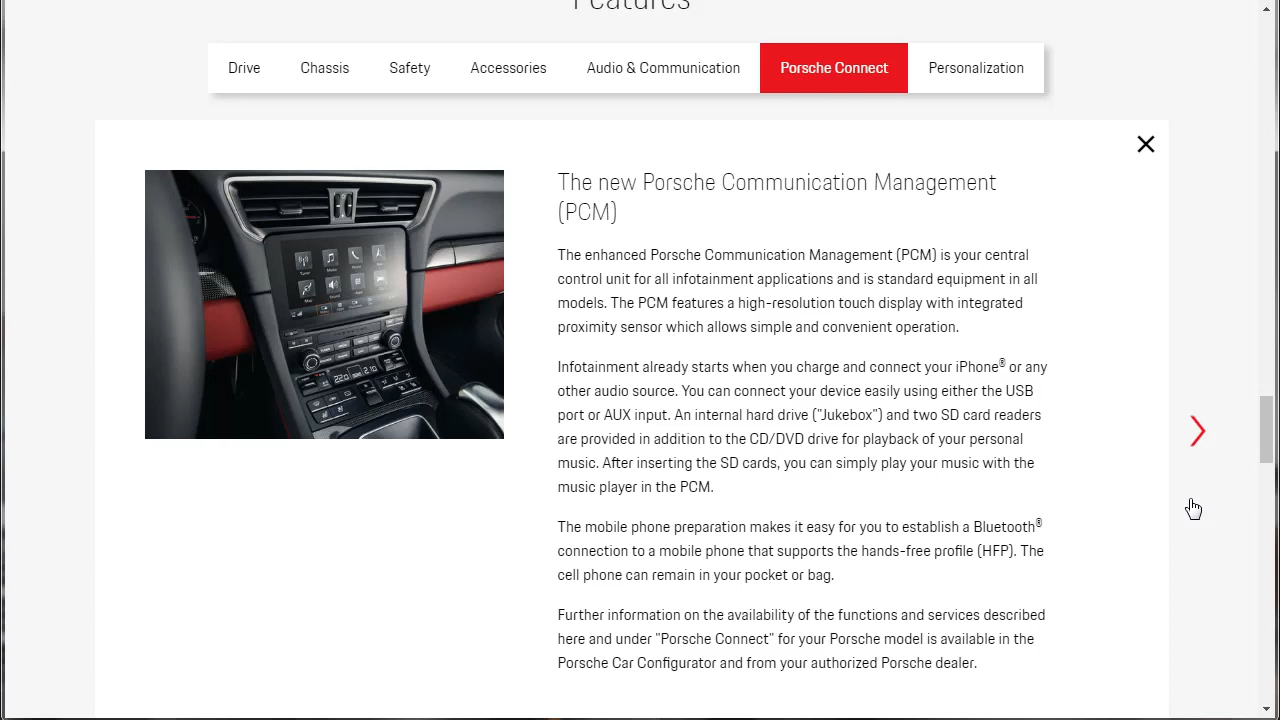 Features
Drive
Chassis
Safety
Accessories
Audio & Communication
Porsche Connect
Personalization
The new Porsche Communication Management
(PCM)
The enhanced Porsche Communication Management (PCM) is your central
control unit for all infotainment applications and is standard equipment in all
models. The PCM features a high-resolution touch display with integrated
proximity sensor which allows simple and convenient operation.
Infotainment already starts when you charge and connect your iPhone® or any
other audio source. You can connect your device easily using either the USB
port or AUX input. An internal hard drive ("Jukebox") and two SD card readers
are provided in addition to the CD/DVD drive for playback of your personal
music. After inserting the SD cards, you can simply play your music with the
music player in the PCM.
The mobile phone preparation makes it easy for you to establish a Bluetooth®
connection to a mobile phone that supports the hands-free profile (HFP). The
cell phone can remain in your pocket or bag.
Further information on the availability of the functions and services described
here and under "Porsche Connect" for your Porsche model is available in the
Porsche Car Configurator and from your authorized Porsche dealer.